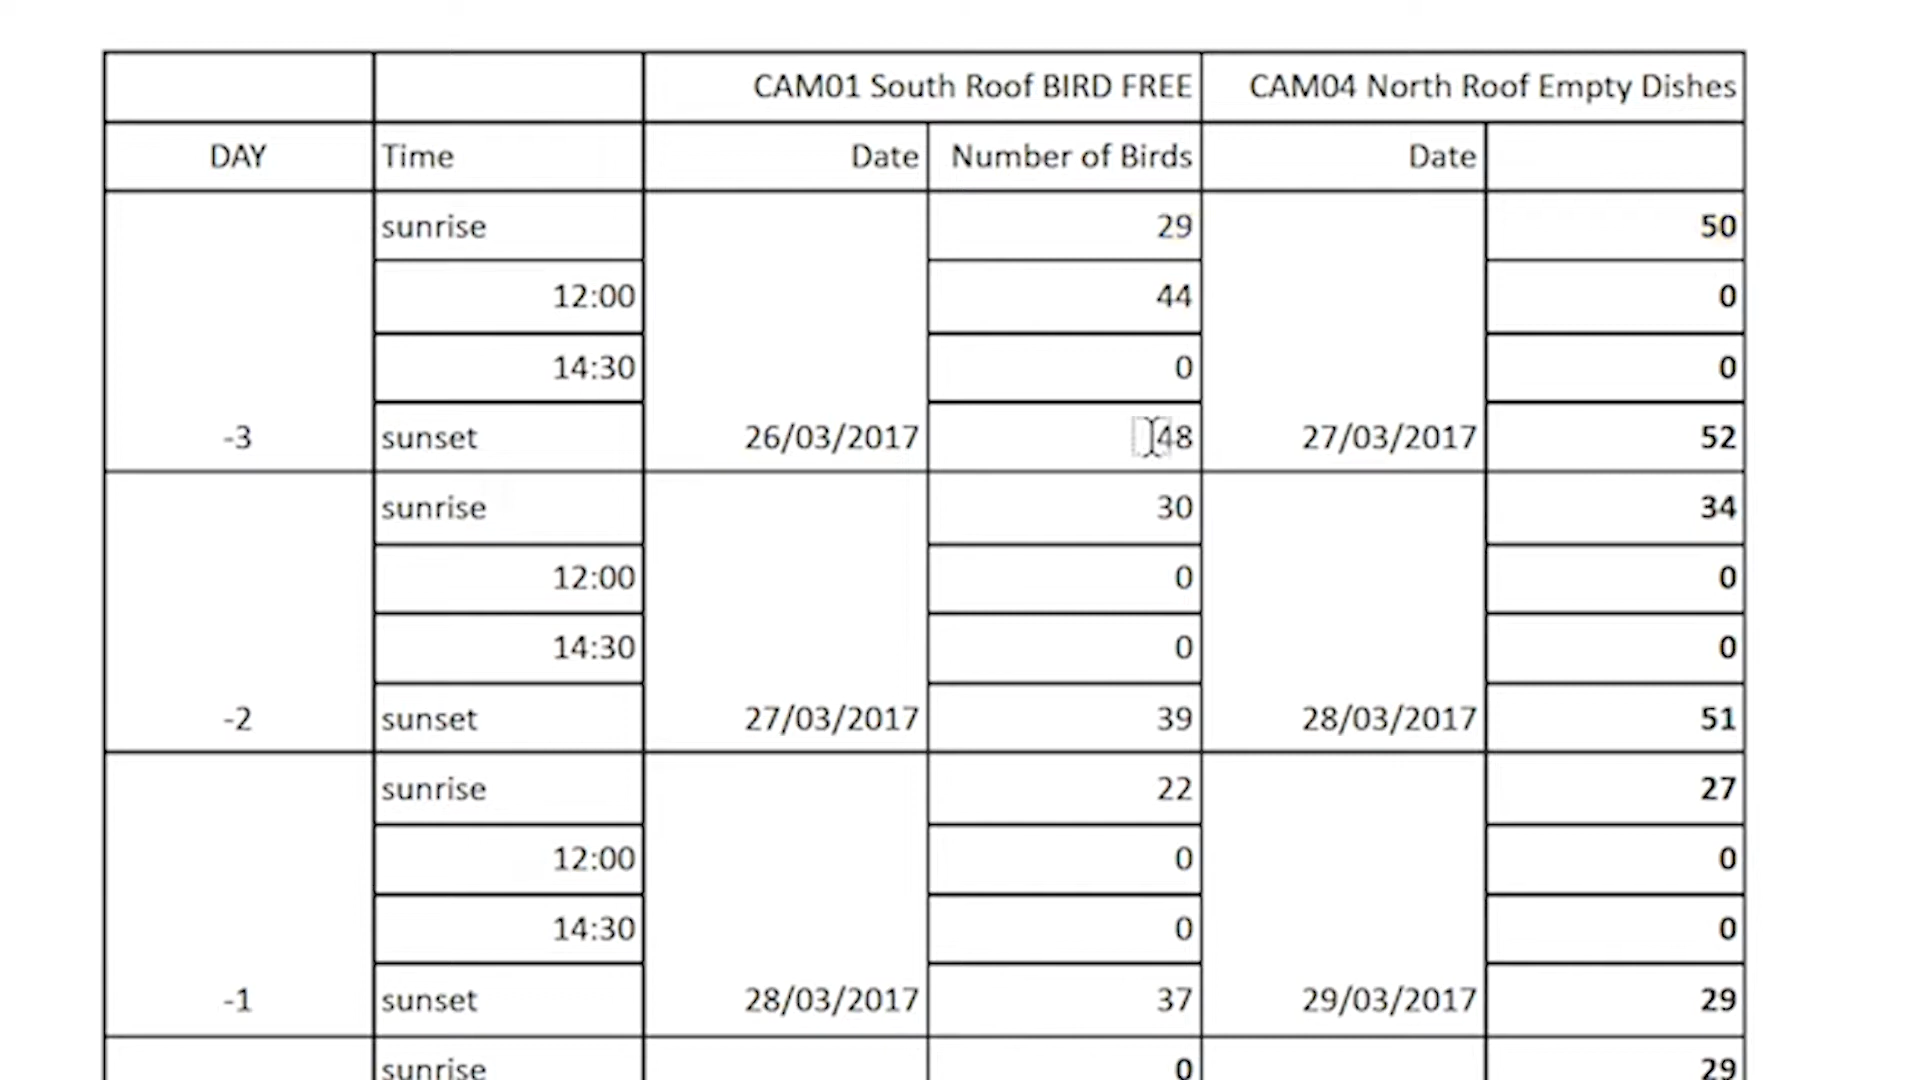 CAM01 South Roof BIRD FREE CAM04 North Roof Empty Dishes
DAY Time Date Number of Birds Date
sunrise 29 50
12:00 44 0
14:30 0 0
-3 sunset 26/03/2017 48 27/03/2017 52
sunrise 30 34
12:00 0 0
14:30 0 0
-2 sunset 27/03/2017 39 28/03/2017 51
sunrise 22 27
12:00 0 0
14:30 0 0
-1 sunset 28/03/2017 37 29/03/2017 29
sunrise 0 29